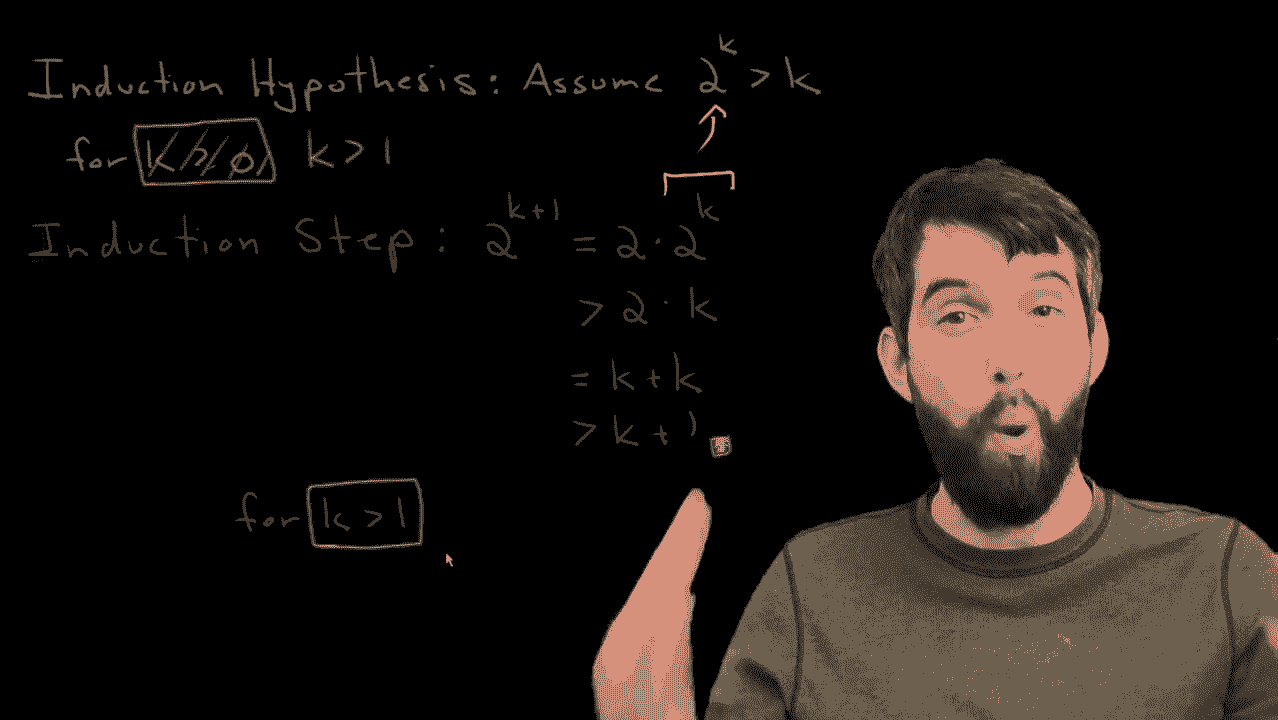 Induction Hypothesis: Assume 2^k > k
for k > 1
Induction Step: 2^{k+1} = 2 · 2^k
> 2 · k
= k + k
> k + 1
for k > 1